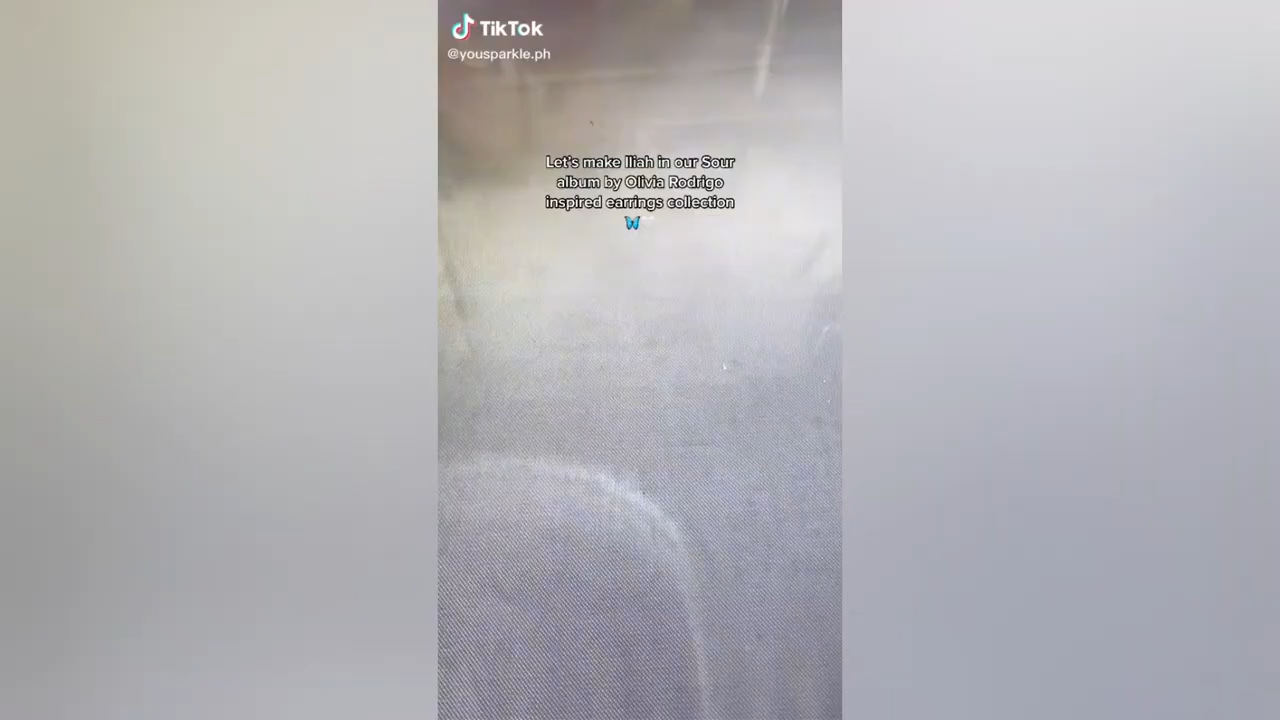 TikTok
@yousparkle.ph
Let's make Iliah in our Sour
album by Olivia Rodrigo
inspired earrings collection
🦋